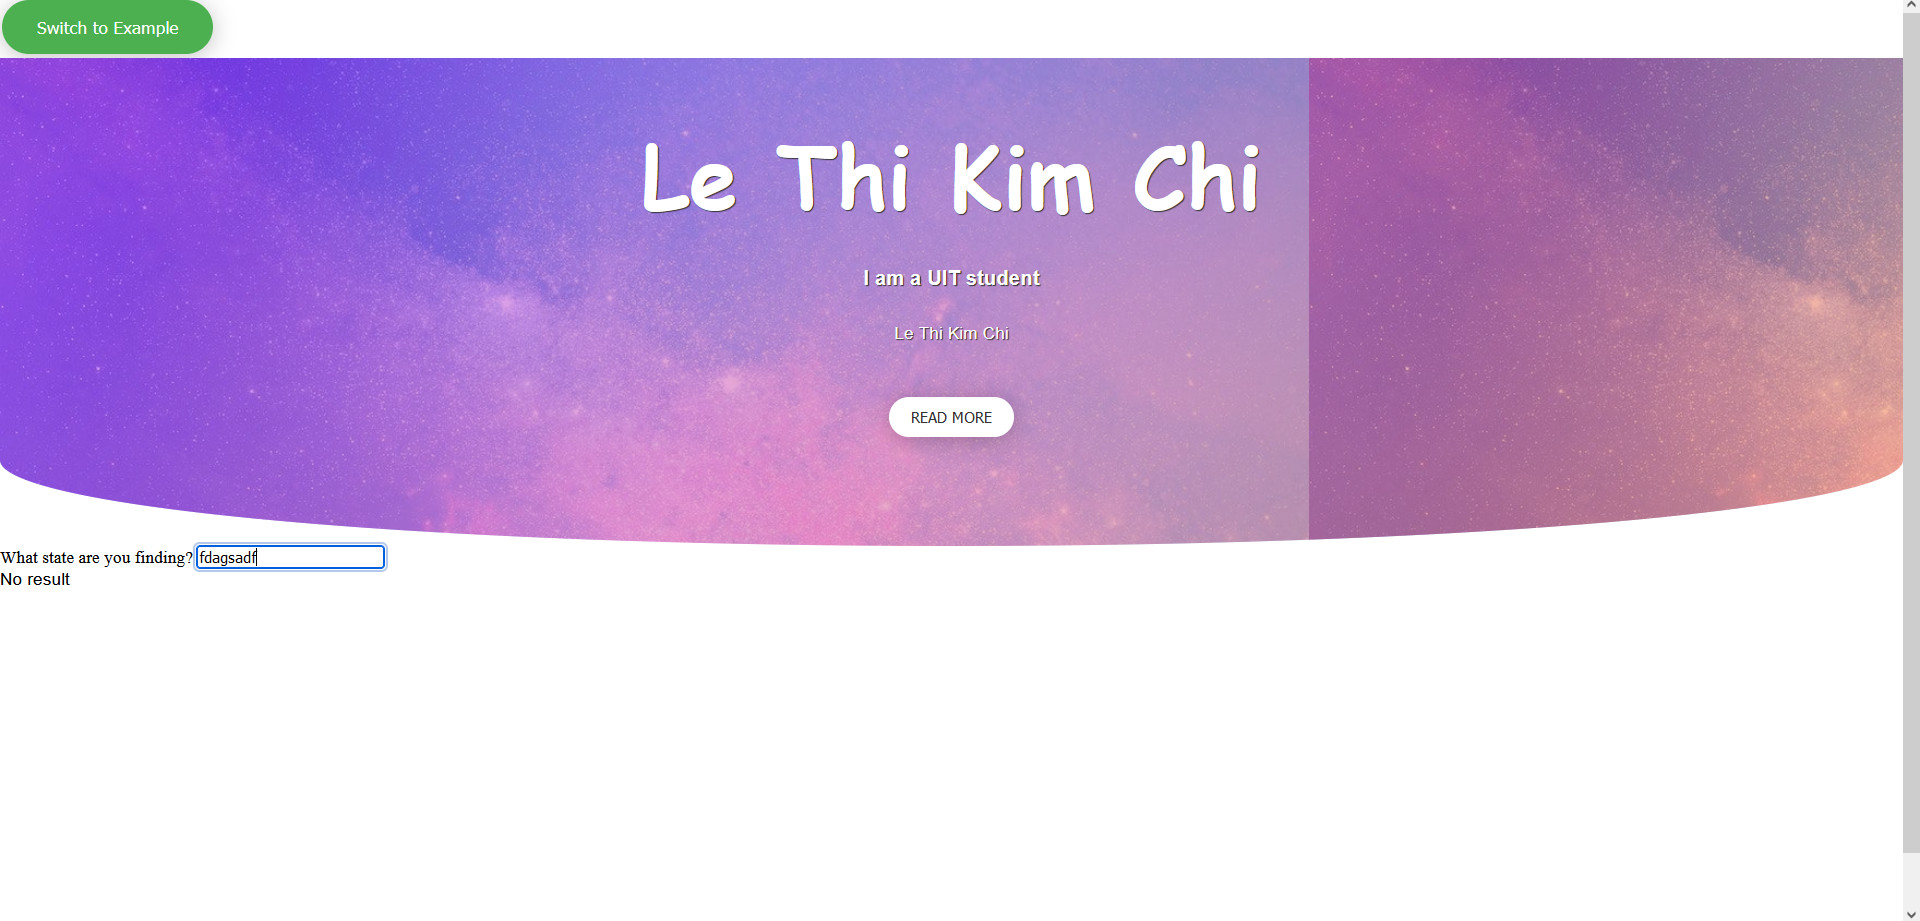 Switch to Example
Le Thi Kim Chi
I am a UIT student
Le Thi Kim Chi
READ MORE
What state are you finding? fdagsadf
No result